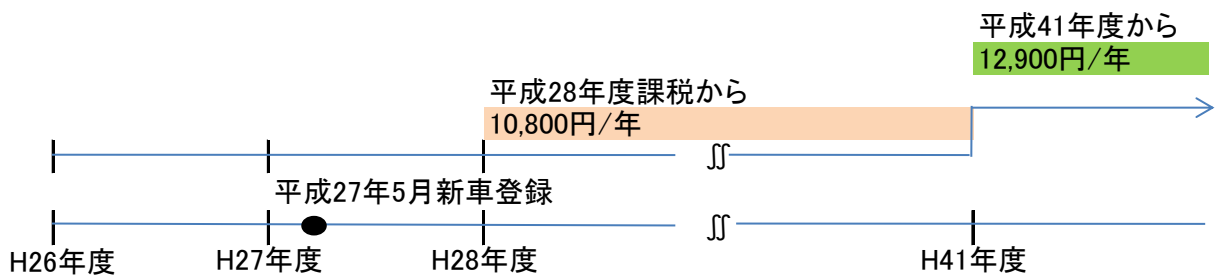 平成41年度から
12,900円/年
平成28年度課税から
10,800円/年
∬
平成27年5月新車登録
∬
H26年度
H27年度
H28年度
H41年度